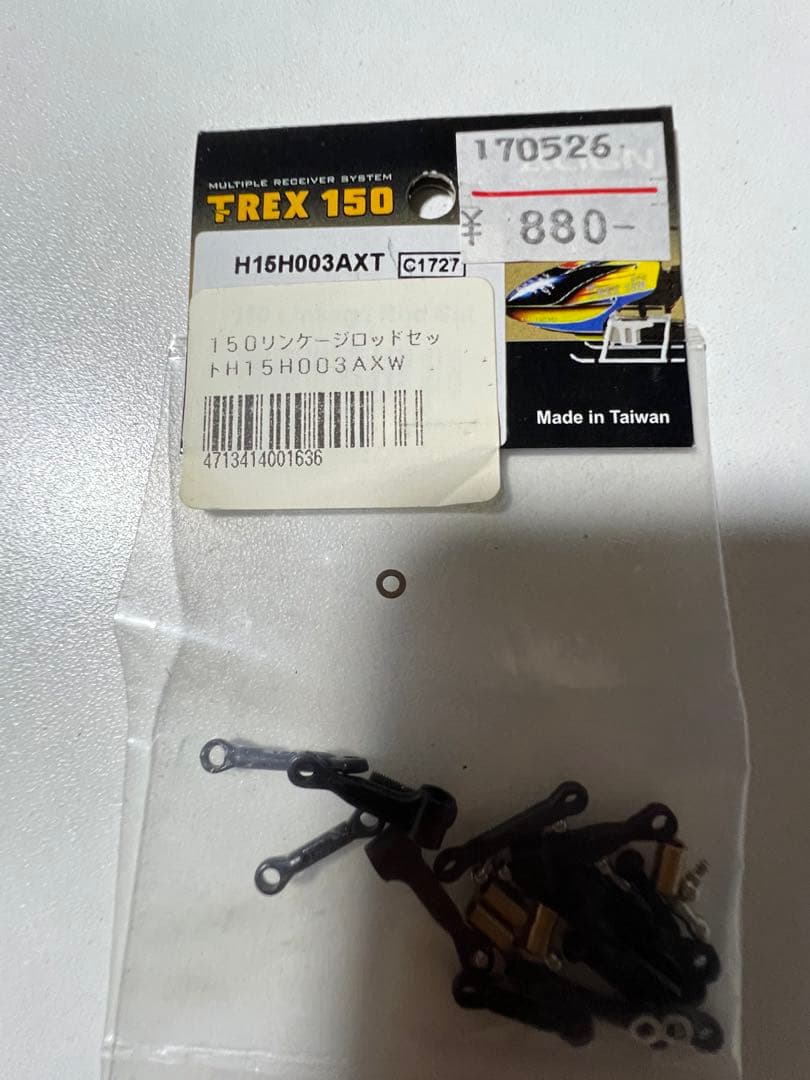 170526
¥ 880-
MULTIPLE RECEIVER SYSTEM
T-REX 150
H15H003AXT C1727
150リンケージロッドセッ
トH15H003AXW
4713414001636
Made in Taiwan